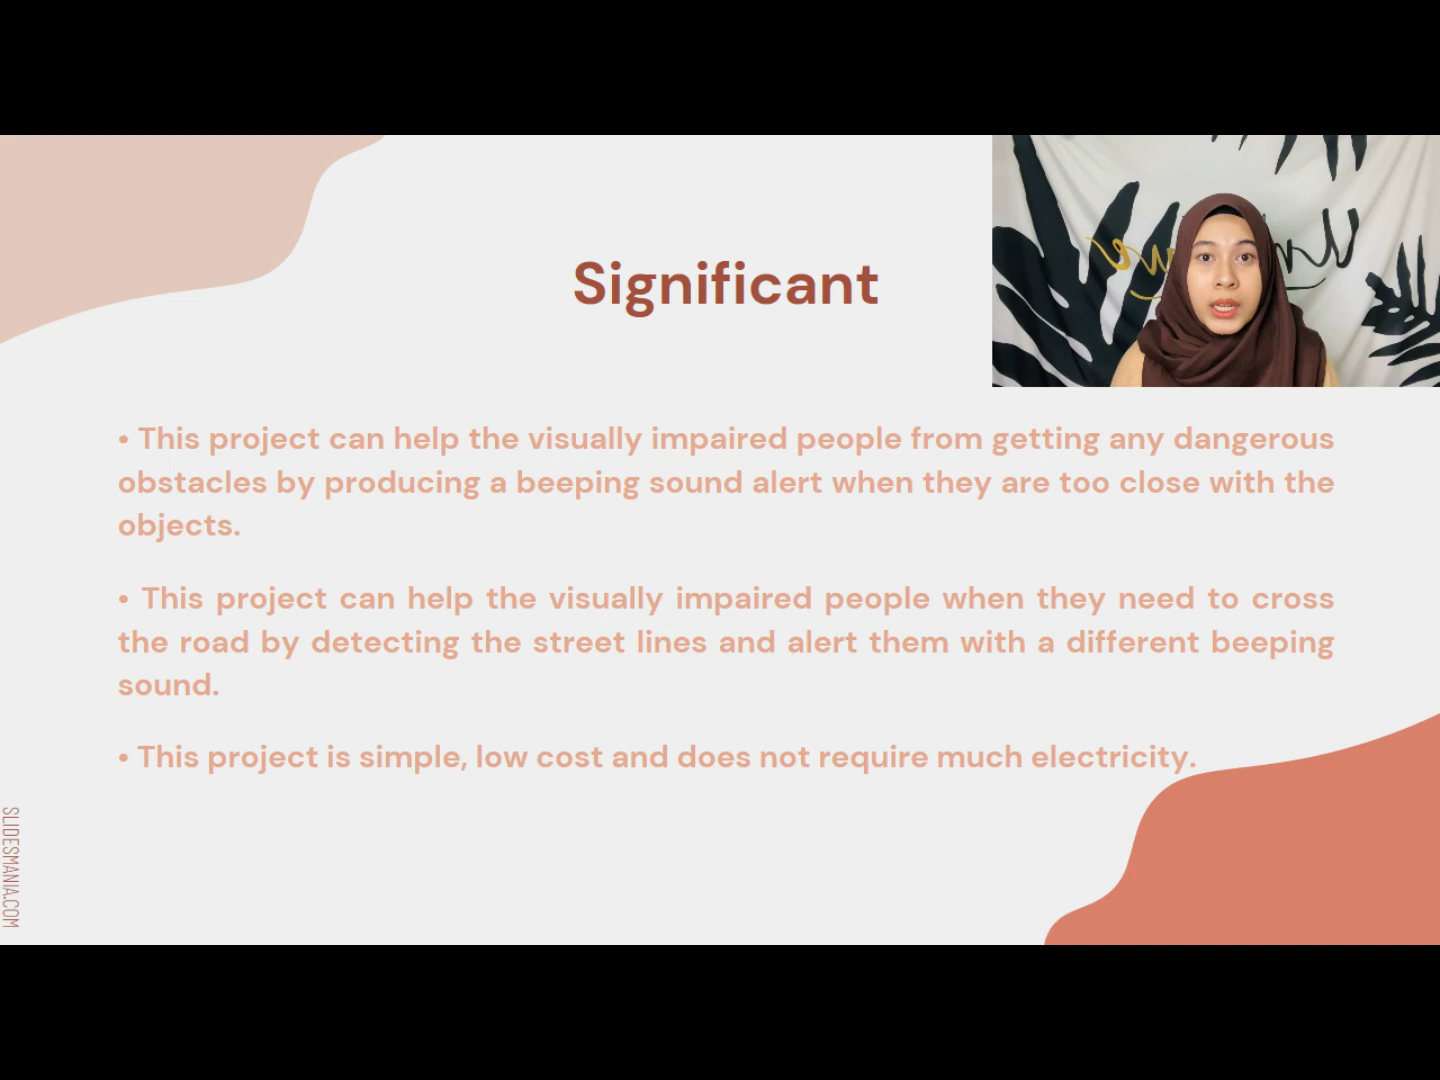 Significant
• This project can help the visually impaired people from getting any dangerous
obstacles by producing a beeping sound alert when they are too close with the
objects.
• This project can help the visually impaired people when they need to cross
the road by detecting the street lines and alert them with a different beeping
sound.
• This project is simple, low cost and does not require much electricity.
SLIDESMANIA.COM